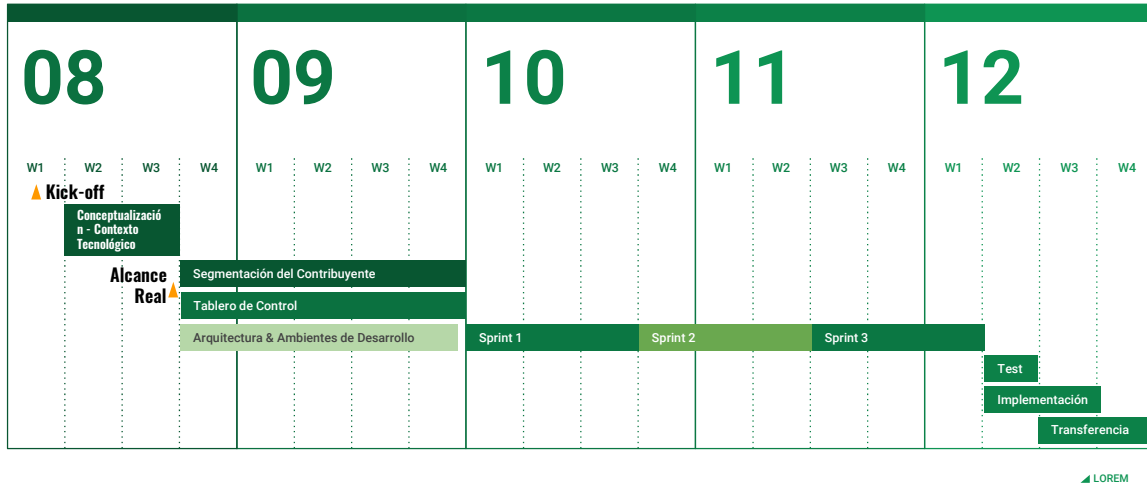 08
09
10
11
12
W1 W2 W3 W4 W1 W2 W3 W4 W1 W2 W3 W4 W1 W2 W3 W4 W1 W2 W3 W4
Kick-off
Conceptualizació
n - Contexto
Tecnológico
Alcance
Real
Segmentación del Contribuyente
Tablero de Control
Arquitectura & Ambientes de Desarrollo
Sprint 1
Sprint 2
Sprint 3
Test
Implementación
Transferencia
LOREM